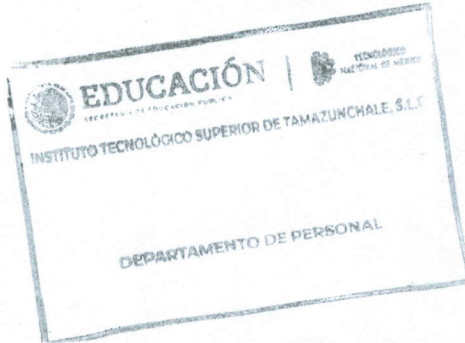 EDUCACIÓN
SECRETARÍA DE EDUCACIÓN PÚBLICA
TECNOLÓGICO
NACIONAL DE MÉXICO
INSTITUTO TECNOLÓGICO SUPERIOR DE TAMAZUNCHALE, S.L.P.
DEPARTAMENTO DE PERSONAL